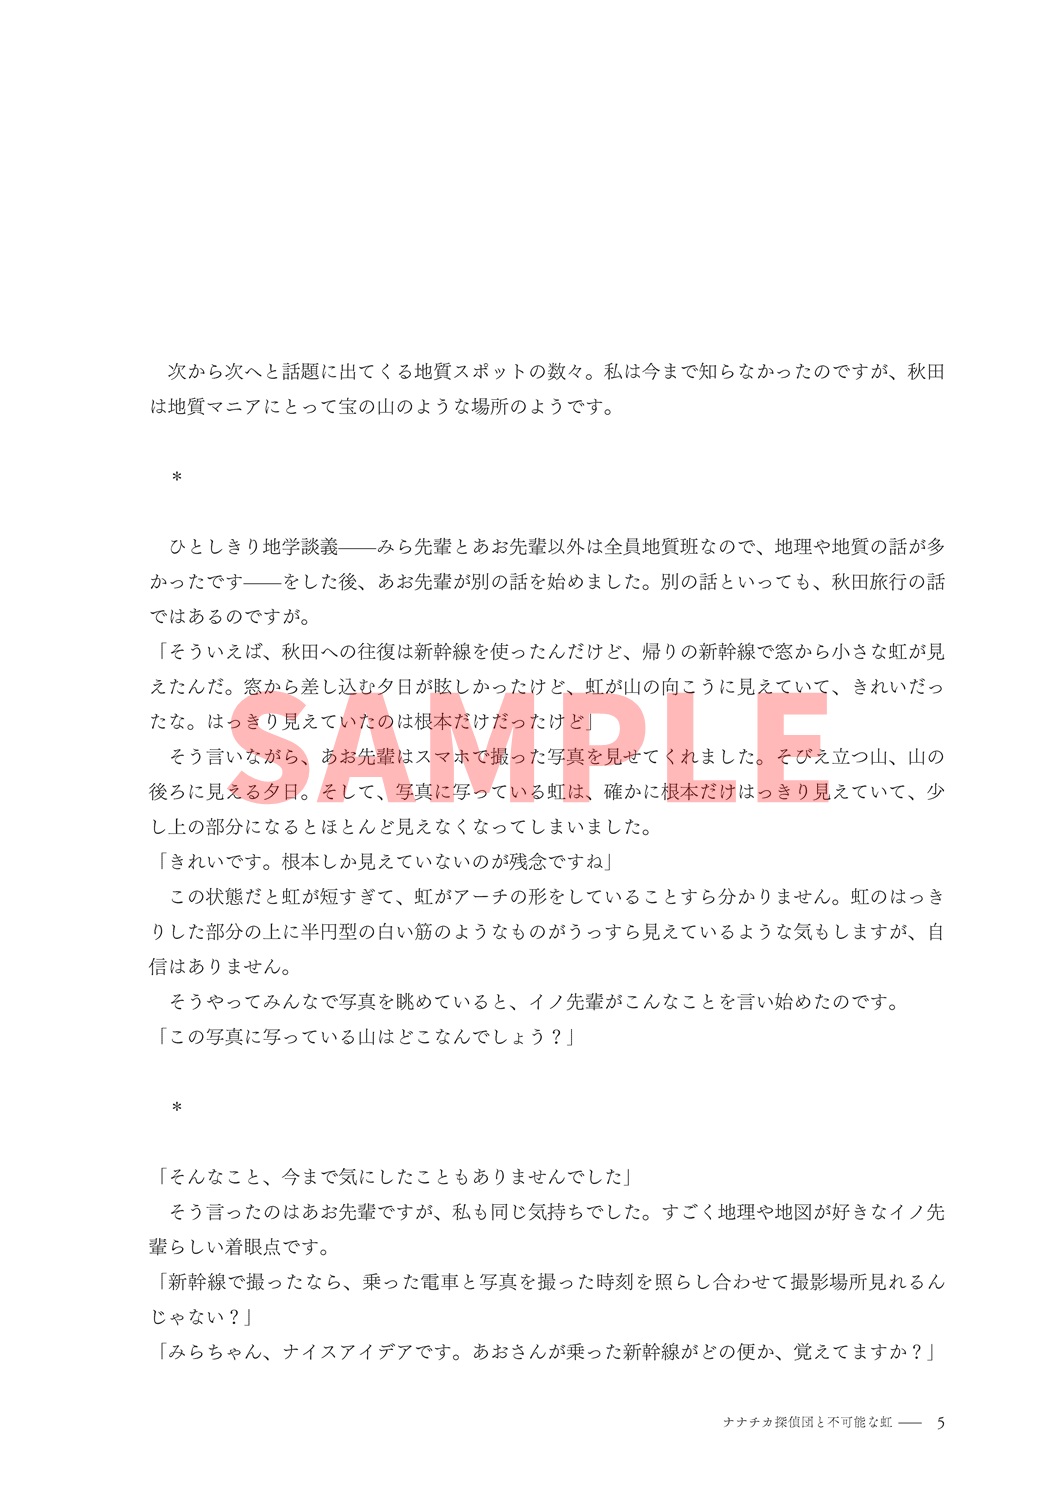 次から次へと話題に出てくる地質スポットの数々。私は今まで知らなかったのですが、秋田
は地質マニアにとって宝の山のような場所のようです。
*
ひとしきり地学談義――みら先輩とあお先輩以外は全員地質班なので、地理や地質の話が多
かったです――をした後、あお先輩が別の話を始めました。別の話といっても、秋田旅行の話
ではあるのですが。
「そういえば、秋田への往復は新幹線を使ったんだけど、帰りの新幹線で窓から小さな虹が見
えたんだ。窓から差し込む夕日が眩しかったけど、虹が山の向こうに見えていて、きれいだっ
たな。はっきり見えていたのは根本だけだったけど」
そう言いながら、あお先輩はスマホで撮った写真を見せてくれました。そびえ立つ山、山の
後ろに見える夕日。そして、写真に写っている虹は、確かに根本だけはっきり見えていて、少
し上の部分になるとほとんど見えなくなってしまいました。
「きれいです。根本しか見えていないのが残念ですね」
この状態だと虹が短すぎて、虹がアーチの形をしていることすら分かりません。虹のはっき
りした部分の上に半円型の白い筋のようなものがうっすら見えているような気もしますが、自
信はありません。
そうやってみんなで写真を眺めていると、イノ先輩がこんなことを言い始めたのです。
「この写真に写っている山はどこなんでしょう？」
*
「そんなこと、今まで気にしたこともありませんでした」
そう言ったのはあお先輩ですが、私も同じ気持ちでした。すごく地理や地図が好きなイノ先
輩らしい着眼点です。
「新幹線で撮ったなら、乗った電車と写真を撮った時刻を照らし合わせて撮影場所見れるん
じゃない？」
「みらちゃん、ナイスアイデアです。あおさんが乗った新幹線がどの便か、覚えてますか？」
ナナチカ探偵団と不可能な虹 ―― 5
SAMPLE